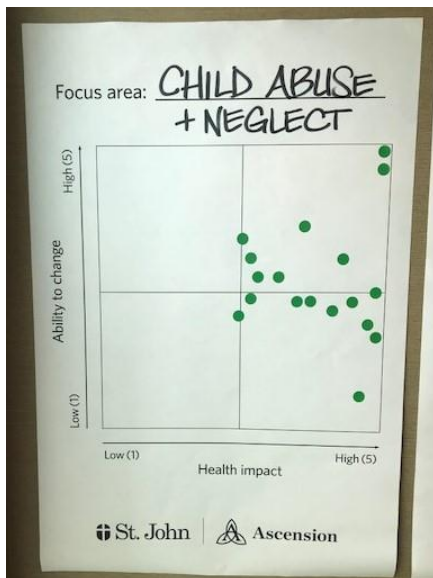 Focus area: CHILD ABUSE
+ NEGLECT
High (5)
Ability to change
Low (1)
Low (1)
High (5)
Health impact
St. John
Ascension